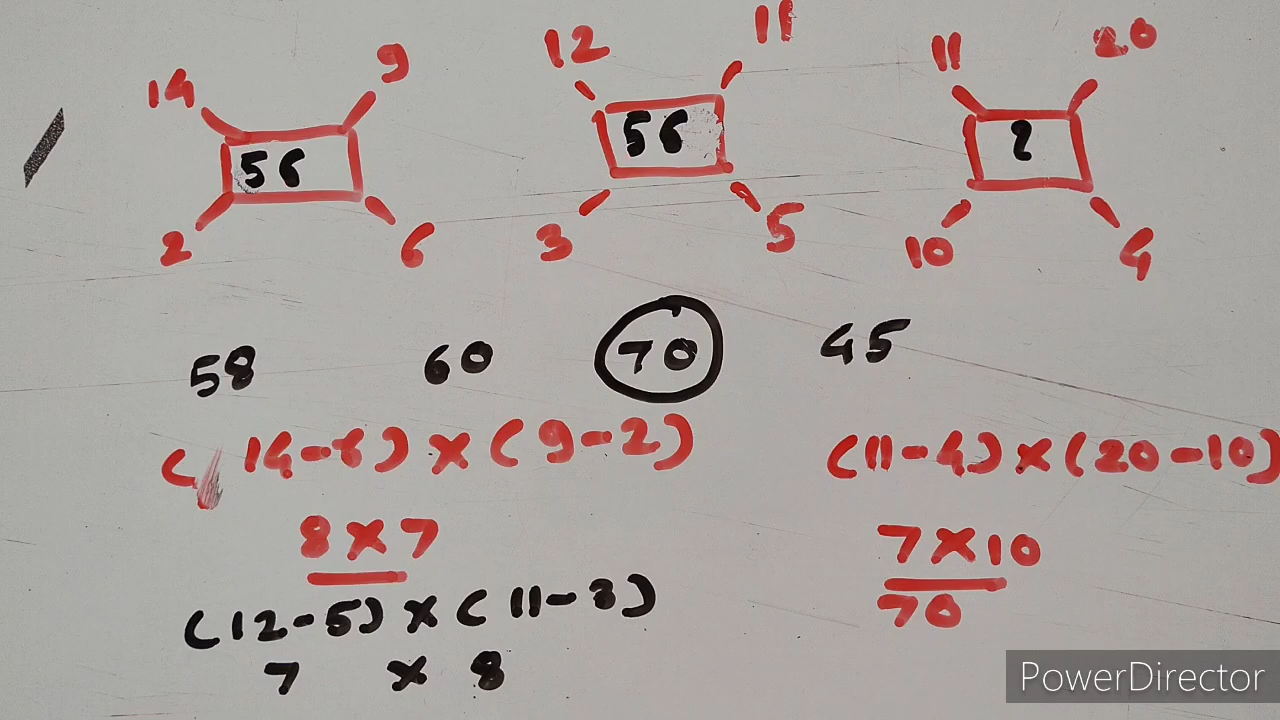 14 9 12 11 11 20
56 56 ?
2 6 3 5 10 4
58 60 70 45
(14-6) × (9-2) (11-4) × (20-10)
8×7 7×10
70
(12-5) × (11-3)
7 × 8
PowerDirector